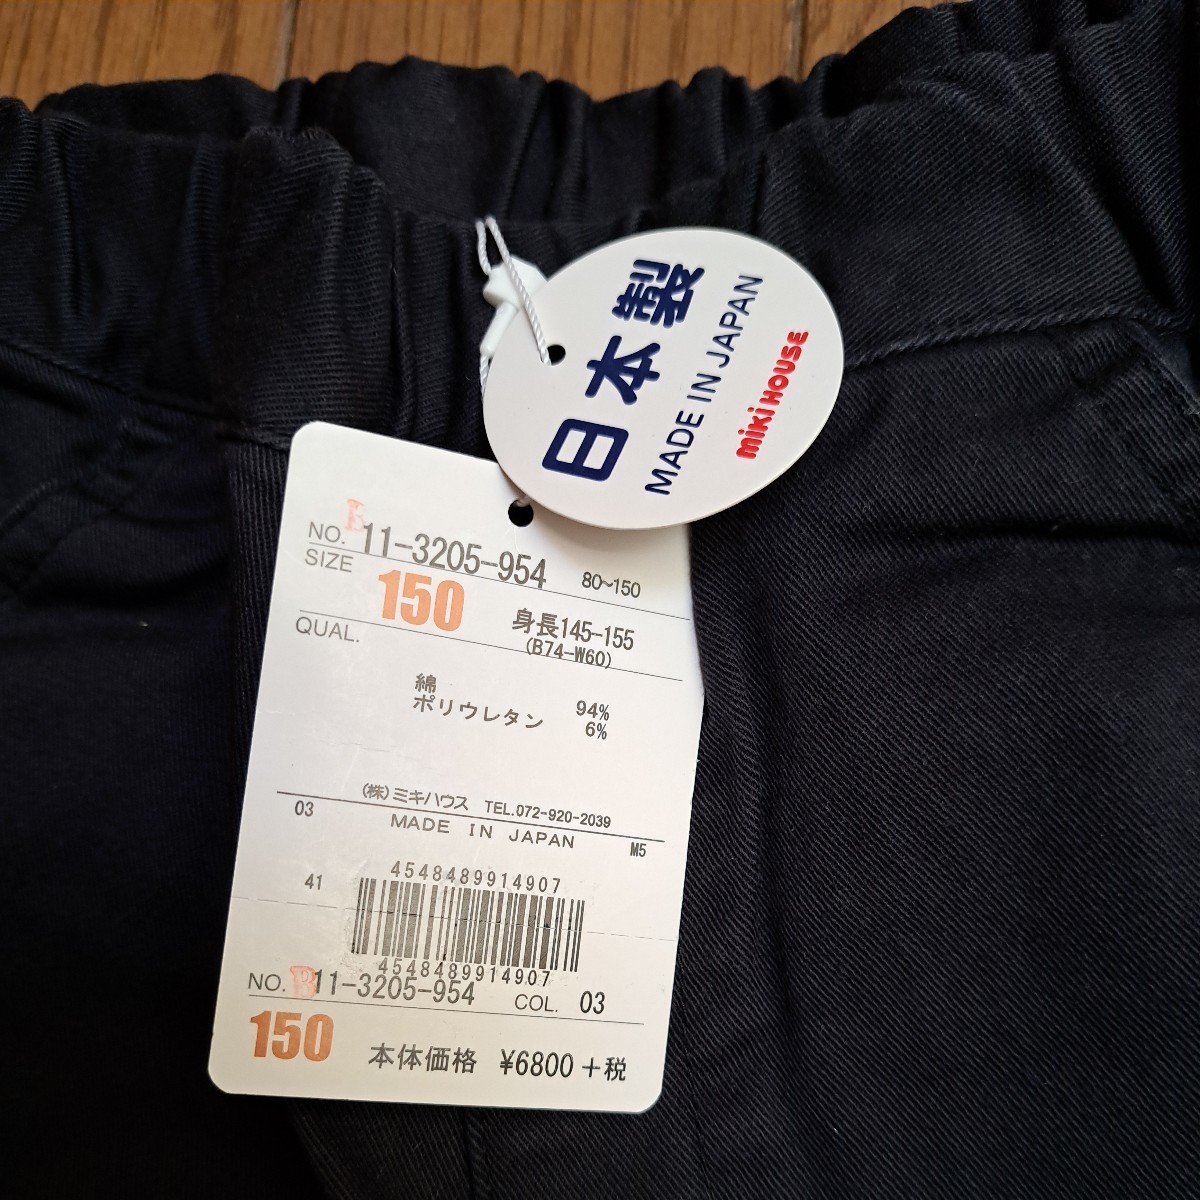 日本製
MADE IN JAPAN
miki HOUSE
NO. 11-3205-954 80~150
SIZE 150 身長145-155
(B74-W60)
QUAL.
綿 94%
ポリウレタン 6%
(株)ミキハウス TEL.072-920-2039
03 MADE IN JAPAN M5
4548489914907
41
4548489914907
NO. B11-3205-954 COL. 03
150 本体価格 ¥6800+税